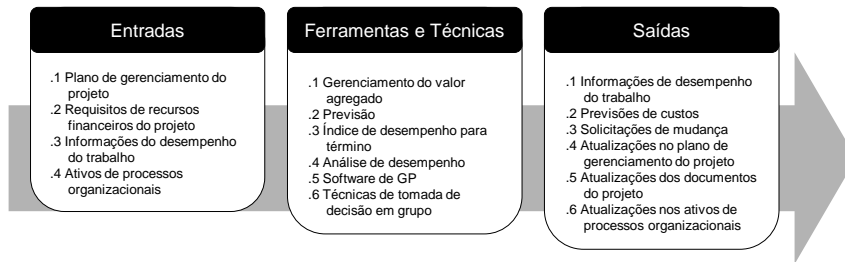 Entradas
.1 Plano de gerenciamento do
projeto
.2 Requisitos de recursos
financeiros do projeto
.3 Informações do desempenho
do trabalho
.4 Ativos de processos
organizacionais
Ferramentas e Técnicas
.1 Gerenciamento do valor
agregado
.2 Previsão
.3 Índice de desempenho para
término
.4 Análise de desempenho
.5 Software de GP
.6 Técnicas de tomada de
decisão em grupo
Saídas
.1 Informações de desempenho
do trabalho
.2 Previsões de custos
.3 Solicitações de mudança
.4 Atualizações no plano de
gerenciamento do projeto
.5 Atualizações dos documentos
do projeto
.6 Atualizações nos ativos de
processos organizacionais